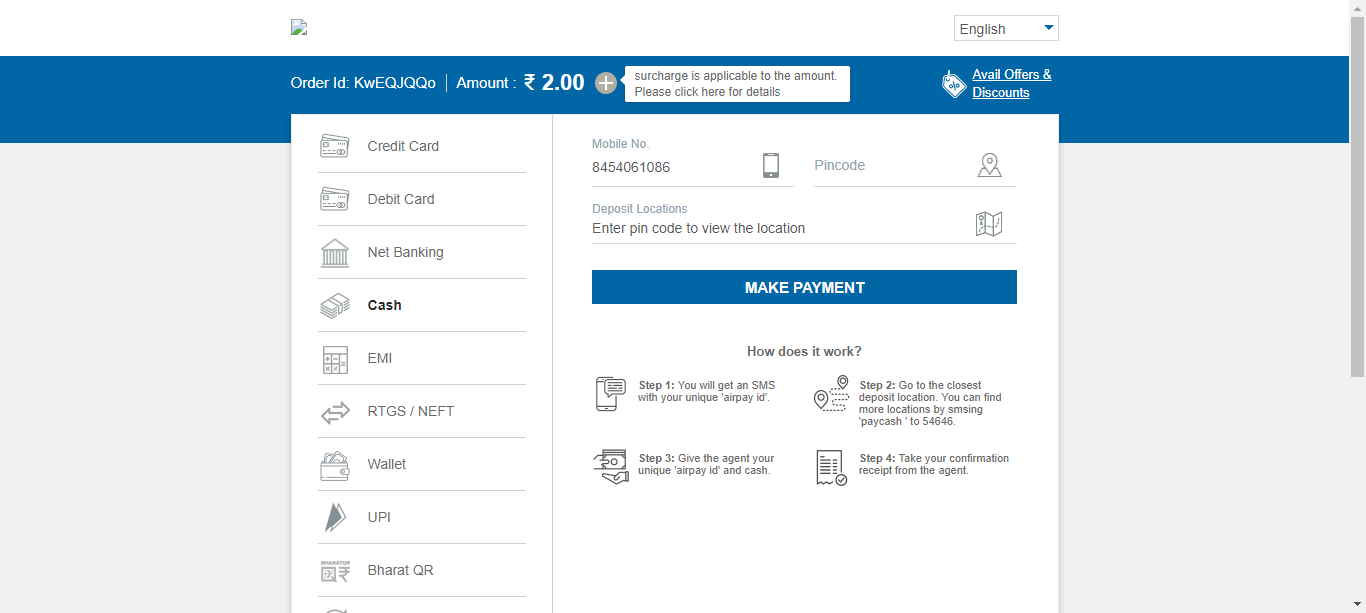 English
Order Id: KwEQJQQo
Amount : ₹ 2.00
surcharge is applicable to the amount.
Please click here for details
Avail Offers &
Discounts
Credit Card
Debit Card
Net Banking
Cash
EMI
RTGS / NEFT
Wallet
UPI
BHARATQR
Bharat QR
Mobile No.
8454061086
Pincode
Deposit Locations
Enter pin code to view the location
MAKE PAYMENT
How does it work?
Step 1: You will get an SMS
with your unique 'airpay id'.
Step 2: Go to the closest
deposit location. You can find
more locations by smsing
'paycash ' to 54646.
Step 3: Give the agent your
unique 'airpay id' and cash.
Step 4: Take your confirmation
receipt from the agent.